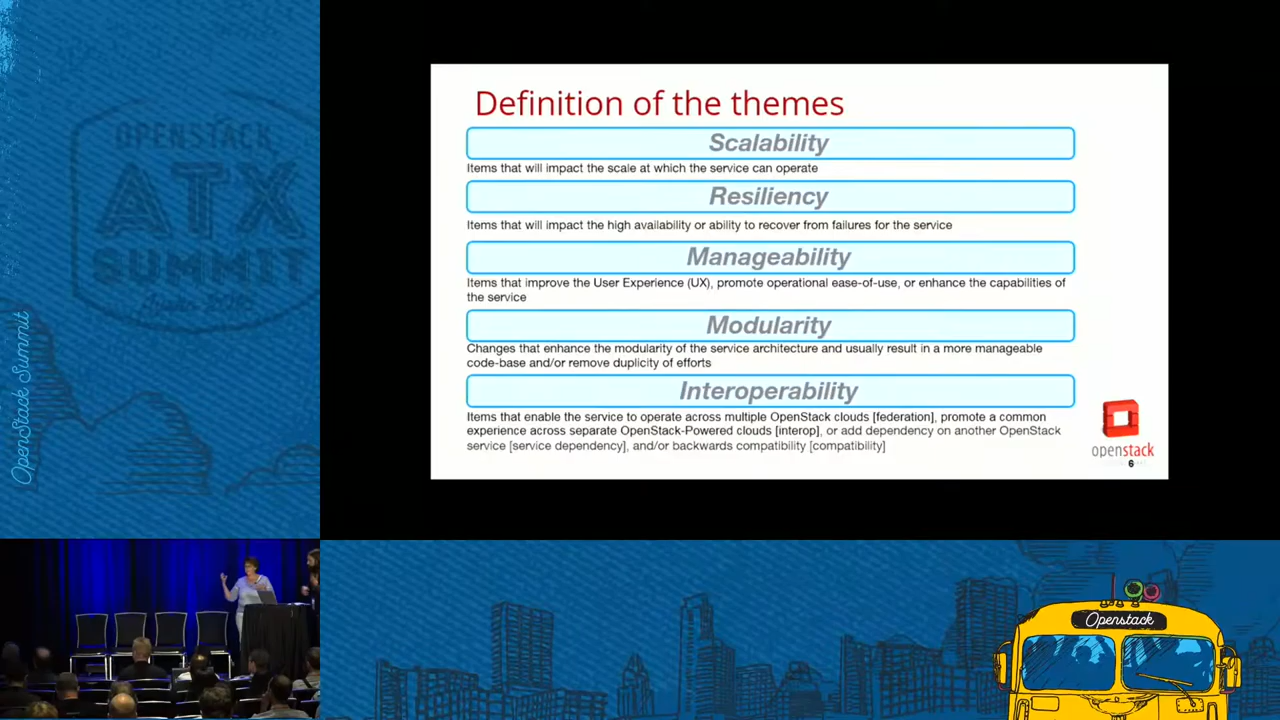 OPENSTACK
ATX
SUMMIT
OpenStack Summit
Definition of the themes
Scalability
Items that will impact the scale at which the service can operate
Resiliency
Items that will impact the high availability or ability to recover from failures for the service
Manageability
Items that improve the User Experience (UX), promote operational ease-of-use, or enhance the capabilities of
the service
Modularity
Changes that enhance the modularity of the service architecture and usually result in a more manageable
code-base and/or remove duplicity of efforts
Interoperability
Items that enable the service to operate across multiple OpenStack clouds [federation], promote a common
experience across separate OpenStack-Powered clouds [interop], or add dependency on another OpenStack
service [service dependency], and/or backwards compatibility [compatibility]
openstack
6
Openstack